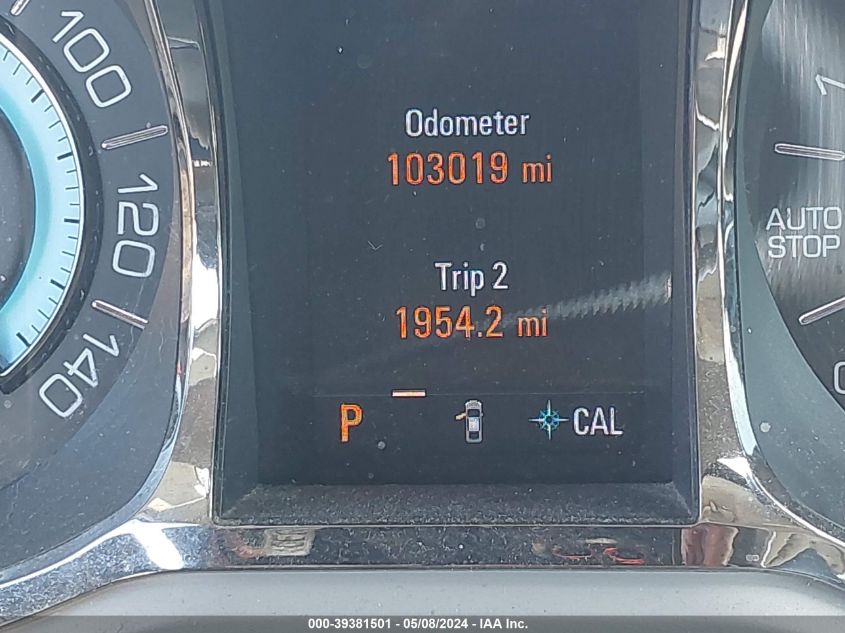 100
120
140
Odometer
103019 mi
Trip 2
1954.2 mi
P
CAL
1
AUTO
STOP
000-39381501 - 05/08/2024 - IAA Inc.